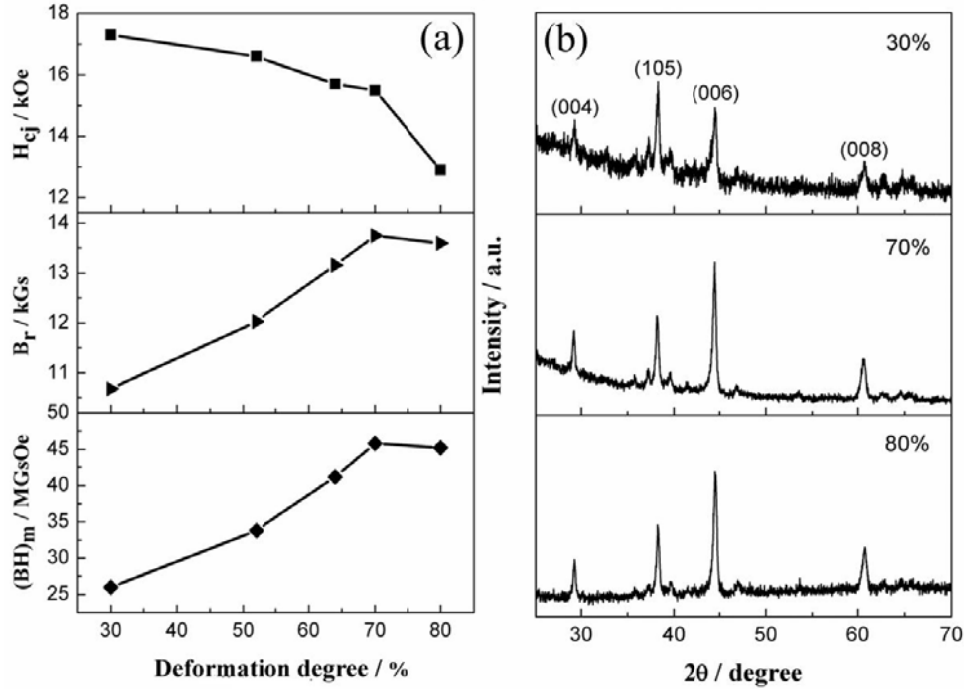 (a)
18
16
14
12
H_cj / kOe
14
13
12
11
B_r / kGs
50
45
40
35
30
25
(BH)_m / MGsOe
30 40 50 60 70 80
Deformation degree / %
(b)
30%
(004)
(105)
(006)
(008)
70%
80%
Intensity / a.u.
30 40 50 60 70
2θ / degree